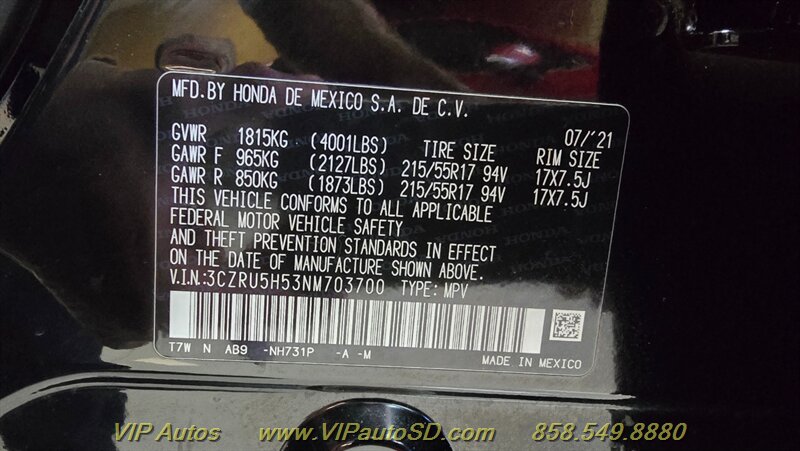 MFD.BY HONDA DE MEXICO S.A. DE C.V.
GVWR 1815KG (4001LBS) TIRE SIZE 07/'21 RIM SIZE
GAWR F 965KG (2127LBS) 215/55R17 94V 17X7.5J
GAWR R 850KG (1873LBS) 215/55R17 94V 17X7.5J
THIS VEHICLE CONFORMS TO ALL APPLICABLE
FEDERAL MOTOR VEHICLE SAFETY
AND THEFT PREVENTION STANDARDS IN EFFECT
ON THE DATE OF MANUFACTURE SHOWN ABOVE.
V.I.N:3CZRU5H53NM703700 TYPE: MPV
T7W N AB9 -NH731P -A -M MADE IN MEXICO
VIP Autos www.VIPautoSD.com 858.549.8880